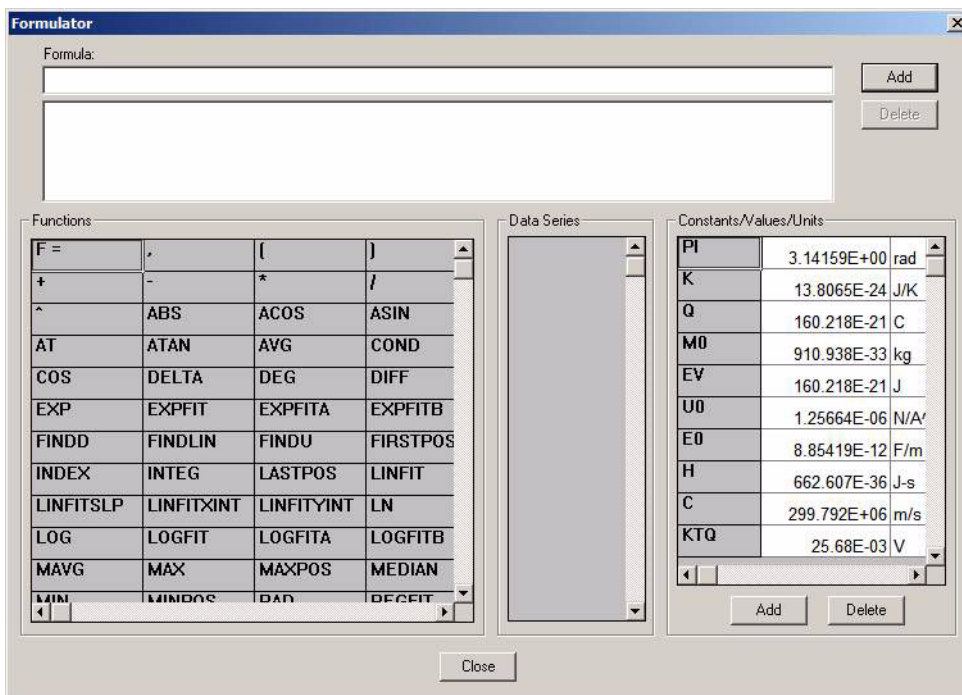 Formulator
Formula:
Add
Delete
Functions
F = , ( )
+ - * /
^ ABS ACOS ASIN
AT ATAN AVG COND
COS DELTA DEG DIFF
EXP EXPFIT EXPFITA EXPFITB
FINDD FINDLIN FINDU FIRSTPOS
INDEX INTEG LASTPOS LINFIT
LINFITSLP LINFITXINT LINFITYINT LN
LOG LOGFIT LOGFITA LOGFITB
MAVG MAX MAXPOS MEDIAN
MIN MINPOS RAD REGFIT
Data Series
Constants/Values/Units
PI 3.14159E+00 rad
K 13.8065E-24 J/K
Q 160.218E-21 C
M0 910.938E-33 kg
EV 160.218E-21 J
U0 1.25664E-06 N/A^
E0 8.85419E-12 F/m
H 662.607E-36 J-s
C 299.792E+06 m/s
KTQ 25.68E-03 V
Add Delete
Close